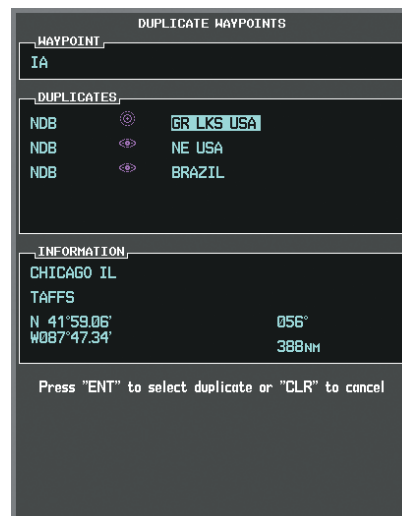 DUPLICATE WAYPOINTS
WAYPOINT
IA
DUPLICATES
NDB GR LKS USA
NDB NE USA
NDB BRAZIL
INFORMATION
CHICAGO IL
TAFFS
N 41°59.06' 056°
W087°47.34'
388NM
Press "ENT" to select duplicate or "CLR" to cancel